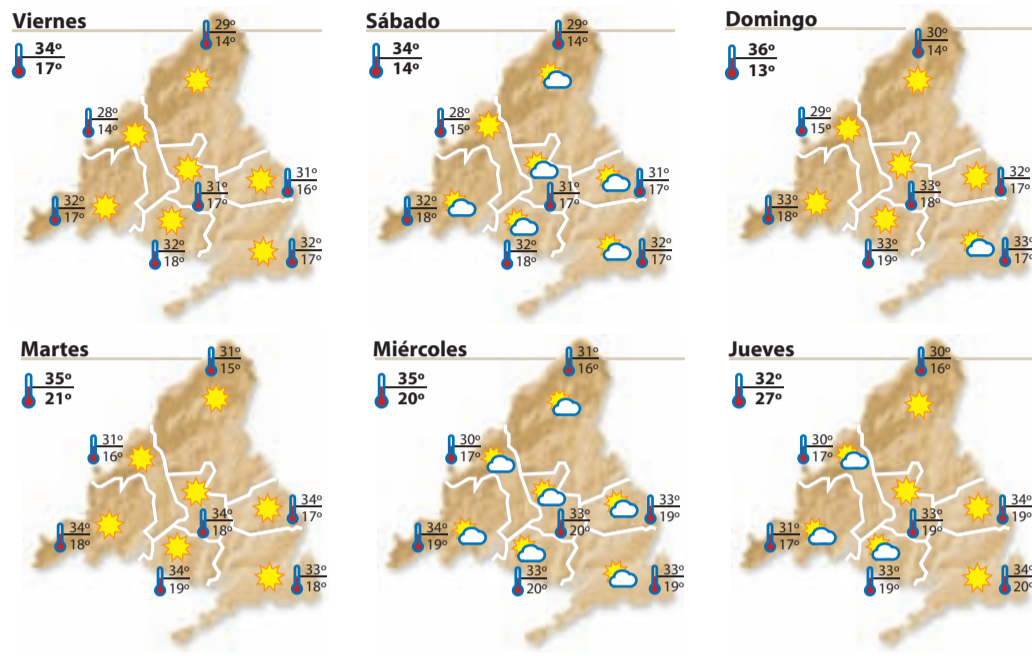 Viernes
34º
17º
29º
14º
28º
14º
31º
16º
31º
17º
32º
17º
32º
18º
32º
17º
Sábado
34º
14º
29º
14º
28º
15º
31º
17º
31º
17º
32º
18º
32º
18º
32º
17º
Domingo
36º
13º
30º
14º
29º
15º
32º
17º
33º
18º
33º
18º
33º
19º
33º
17º
Martes
35º
21º
31º
15º
31º
16º
34º
17º
34º
18º
34º
18º
34º
19º
33º
18º
Miércoles
35º
20º
31º
16º
30º
17º
33º
19º
33º
20º
34º
19º
33º
20º
33º
19º
Jueves
32º
27º
30º
16º
30º
17º
34º
19º
33º
19º
31º
17º
33º
19º
34º
20º